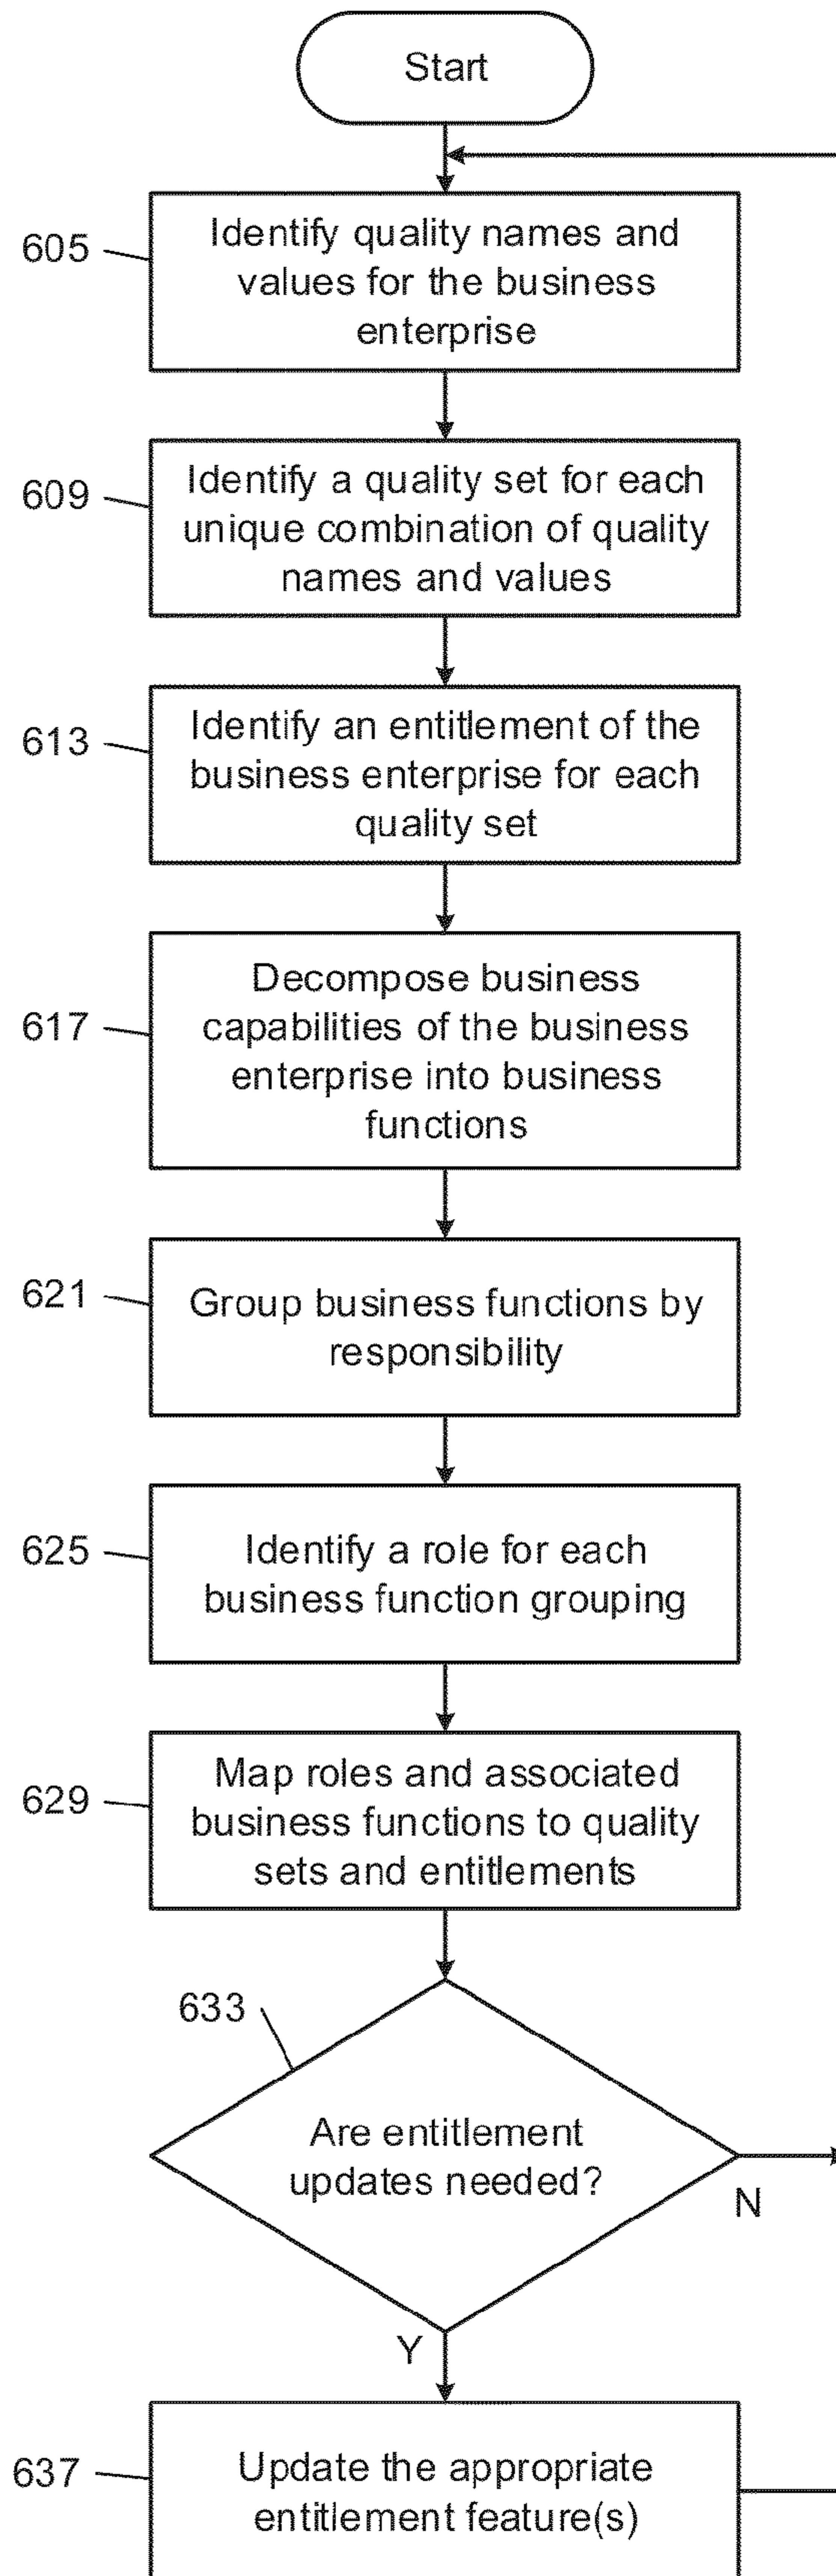 Start
605
Identify quality names and
values for the business
enterprise
609
Identify a quality set for each
unique combination of quality
names and values
613
Identify an entitlement of the
business enterprise for each
quality set
617
Decompose business
capabilities of the business
enterprise into business
functions
621
Group business functions by
responsibility
625
Identify a role for each
business function grouping
629
Map roles and associated
business functions to quality
sets and entitlements
633
Are entitlement
updates needed?
N
Y
637
Update the appropriate
entitlement feature(s)